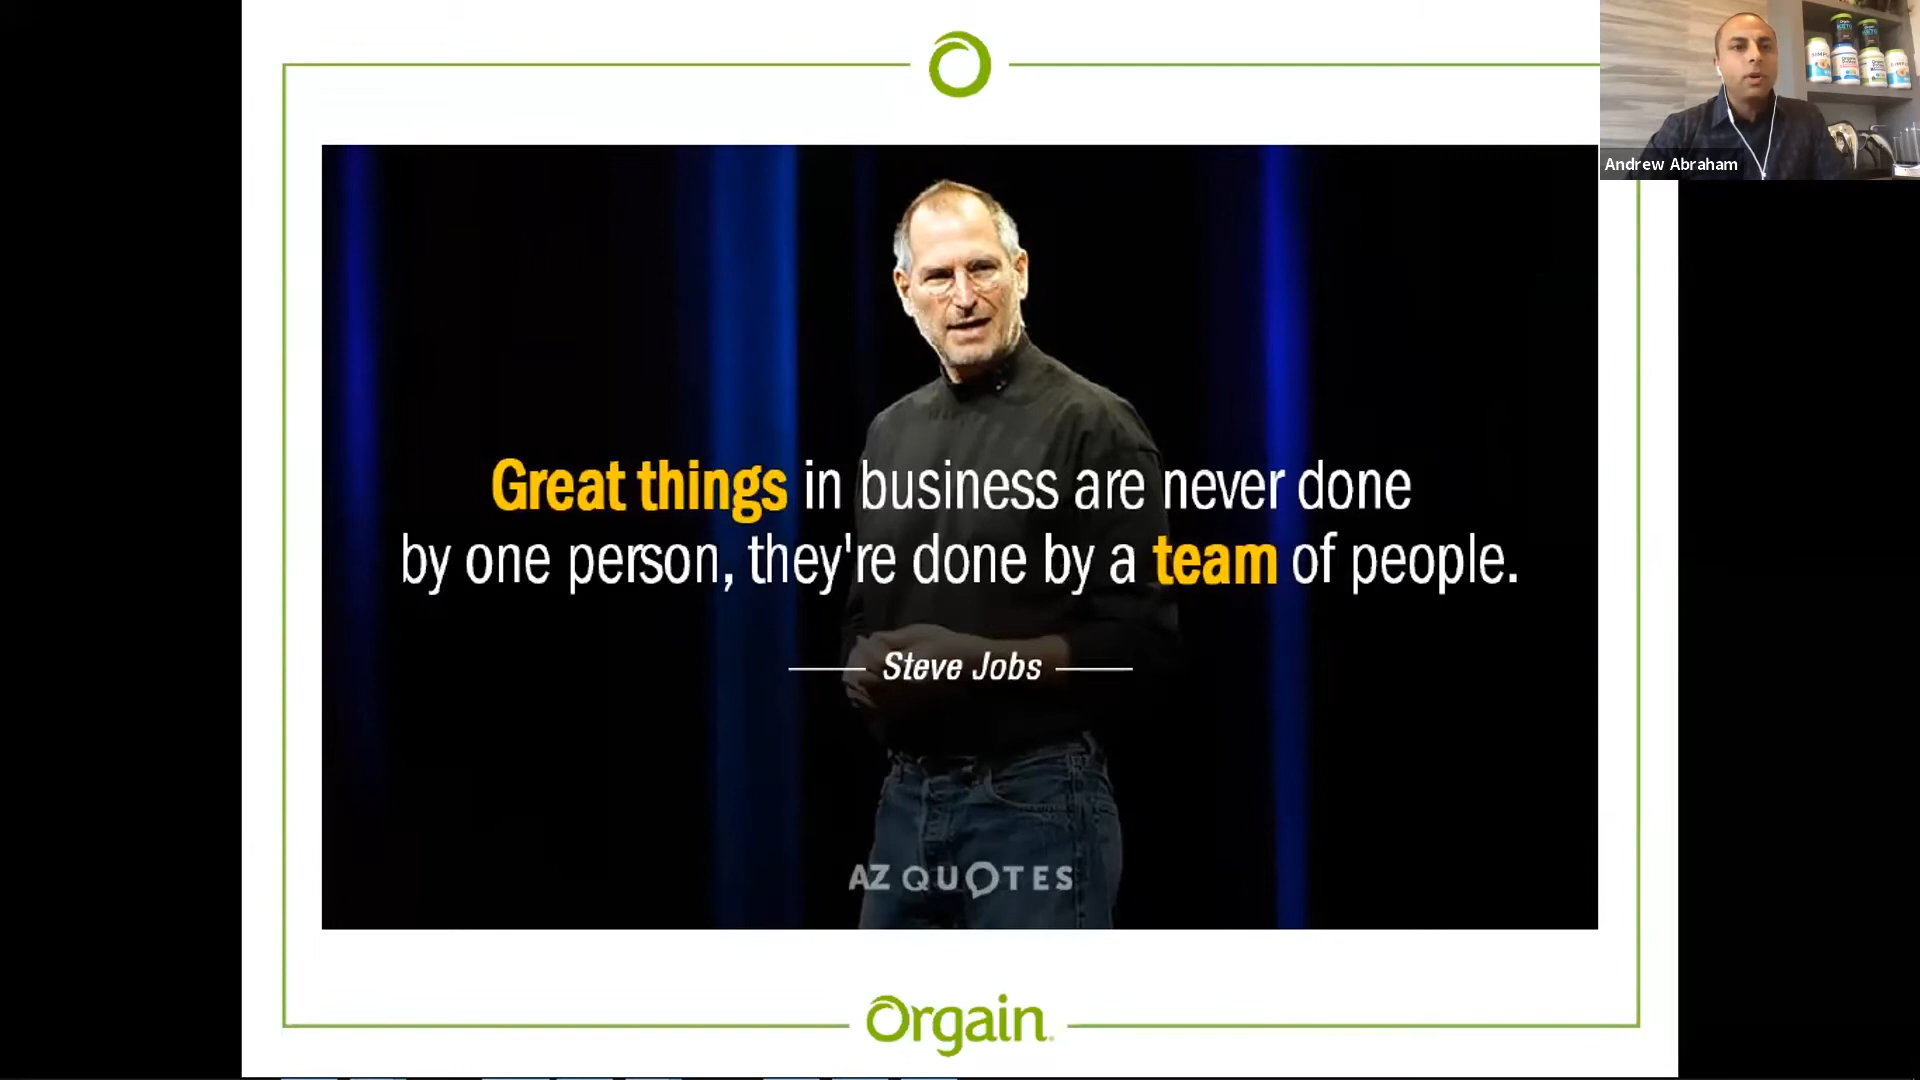 Andrew Abraham
Great things in business are never done
by one person, they're done by a team of people.
Steve Jobs
AZ QUOTES
Orgain